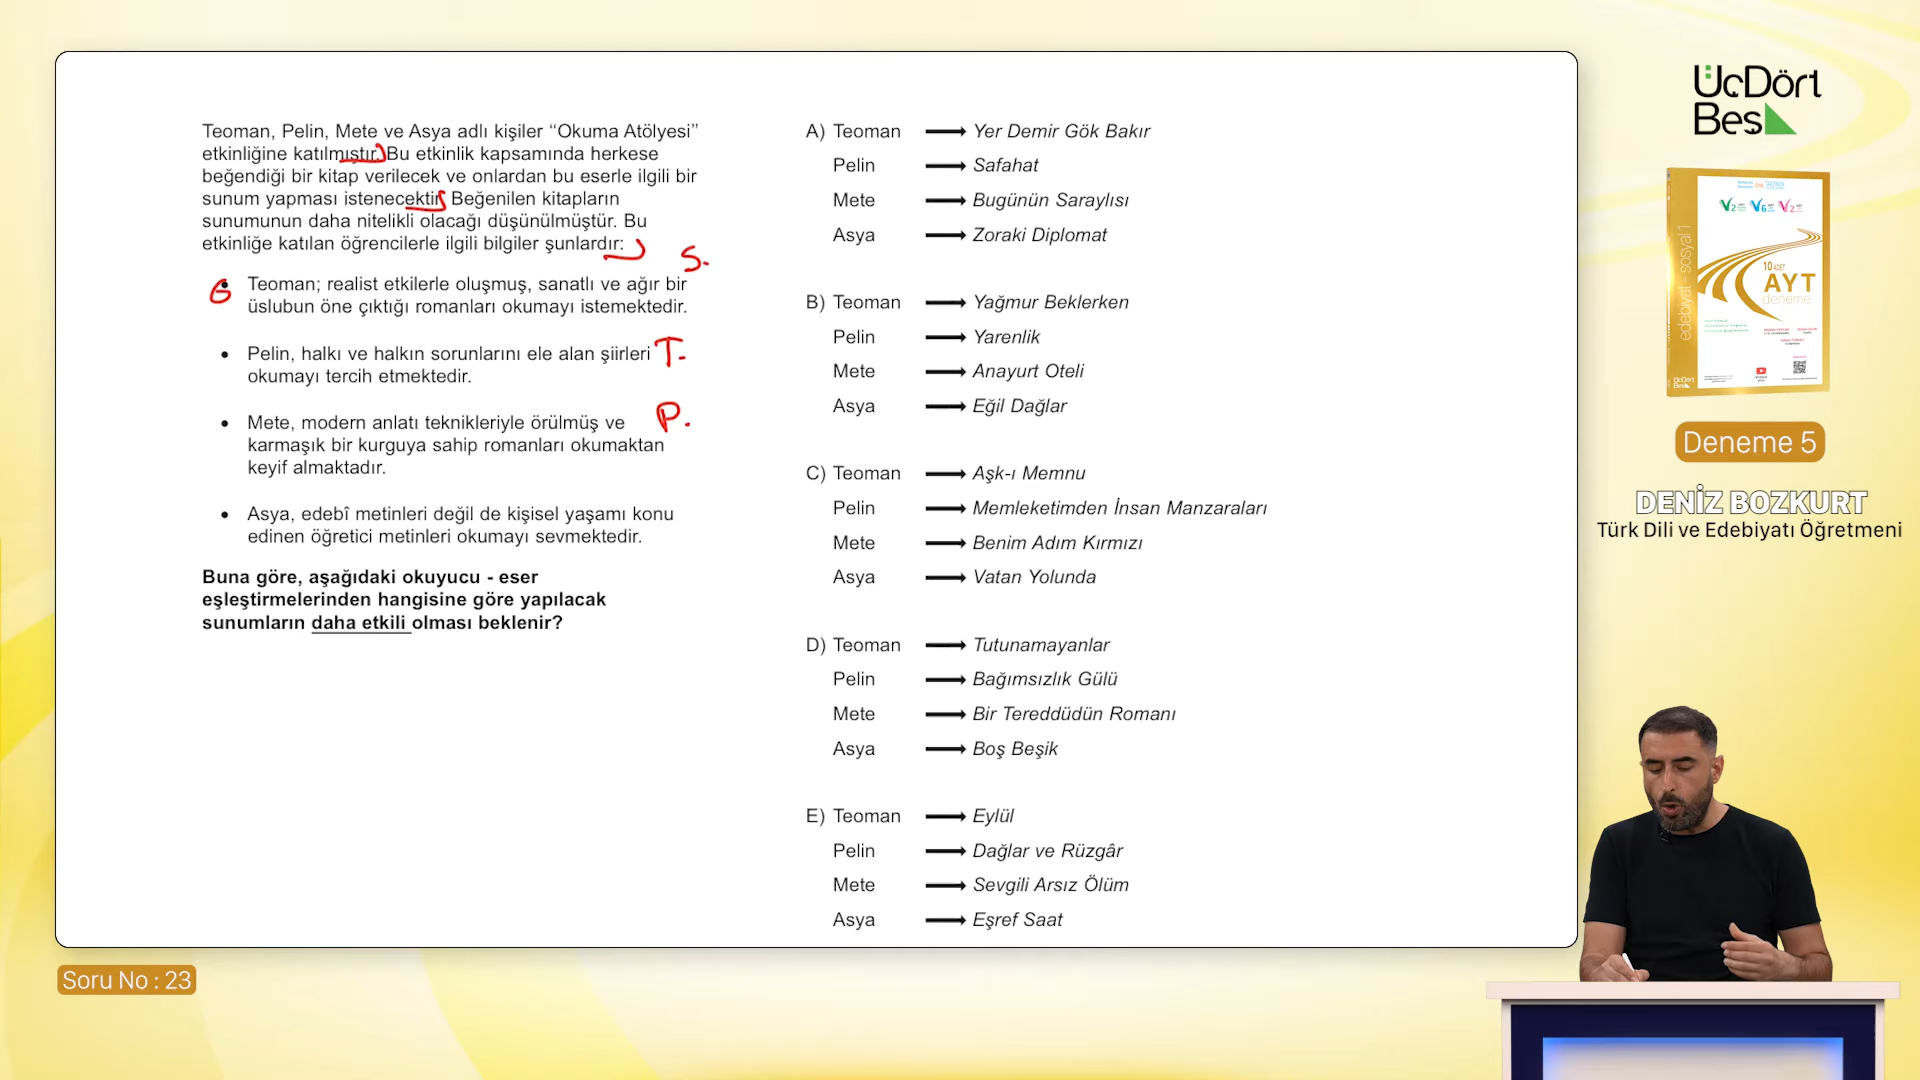 Teoman, Pelin, Mete ve Asya adlı kişiler “Okuma Atölyesi”
etkinliğine katılmıştır. Bu etkinlik kapsamında herkese
beğendiği bir kitap verilecek ve onlardan bu eserle ilgili bir
sunum yapması istenecektir. Beğenilen kitapların
sunumunun daha nitelikli olacağı düşünülmüştür. Bu
etkinliğe katılan öğrencilerle ilgili bilgiler şunlardır:
S.
• Teoman; realist etkilerle oluşmuş, sanatlı ve ağır bir
üslubun öne çıktığı romanları okumayı istemektedir.
• Pelin, halkı ve halkın sorunlarını ele alan şiirleri T.
okumayı tercih etmektedir.
• Mete, modern anlatı teknikleriyle örülmüş ve P.
karmaşık bir kurguya sahip romanları okumaktan
keyif almaktadır.
• Asya, edebî metinleri değil de kişisel yaşamı konu
edinen öğretici metinleri okumayı sevmektedir.
Buna göre, aşağıdaki okuyucu - eser
eşleştirmelerinden hangisine göre yapılacak
sunumların daha etkili olması beklenir?
A) Teoman → Yer Demir Gök Bakır
Pelin → Safahat
Mete → Bugünün Saraylısı
Asya → Zoraki Diplomat
B) Teoman → Yağmur Beklerken
Pelin → Yarenlik
Mete → Anayurt Oteli
Asya → Eğil Dağlar
C) Teoman → Aşk-ı Memnu
Pelin → Memleketimden İnsan Manzaraları
Mete → Benim Adım Kırmızı
Asya → Vatan Yolunda
D) Teoman → Tutunamayanlar
Pelin → Bağımsızlık Gülü
Mete → Bir Tereddüdün Romanı
Asya → Boş Beşik
E) Teoman → Eylül
Pelin → Dağlar ve Rüzgâr
Mete → Sevgili Arsız Ölüm
Asya → Eşref Saat
Soru No : 23
ÜçDört
Beş
edebiyat - sosyal 1
10 ADET
AYT
deneme
ÜçDört
Beş
Deneme 5
DENİZ BOZKURT
Türk Dili ve Edebiyatı Öğretmeni